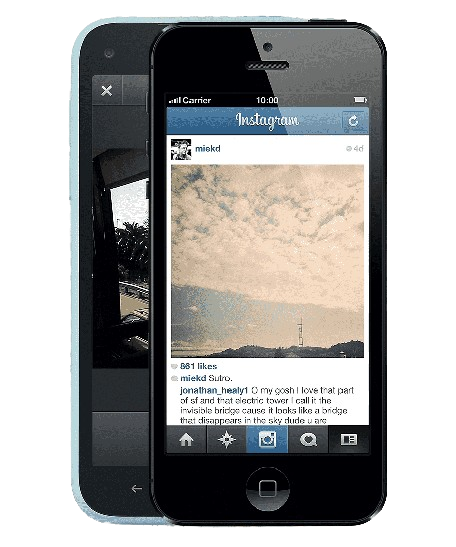 Carrier
10:00
Instagram
miekd
4d
861 likes
miekd Sutro.
jonathan_healy1 O my gosh I love that part
of sf and that electric tower I call it the
invisible bridge cause it looks like a bridge
that disappears in the sky dude u are